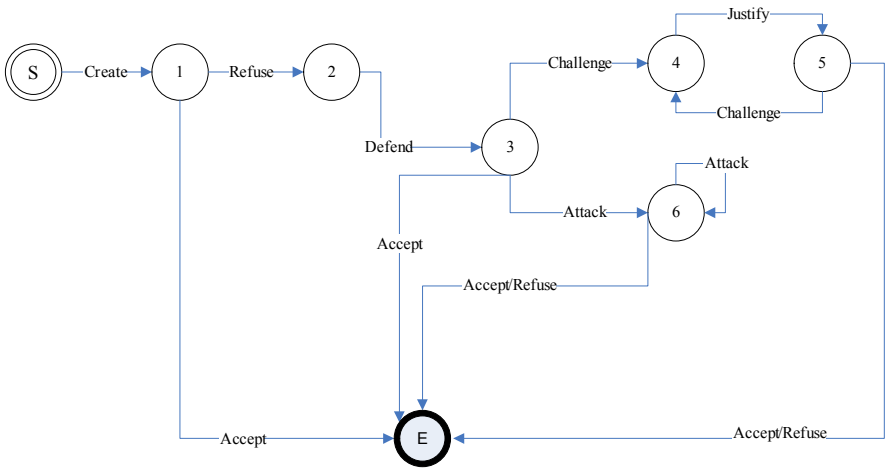 Justify
S
Create
1
Refuse
2
Challenge
4
5
Challenge
Defend
3
Attack
Attack
6
Accept
Accept/Refuse
Accept
E
Accept/Refuse